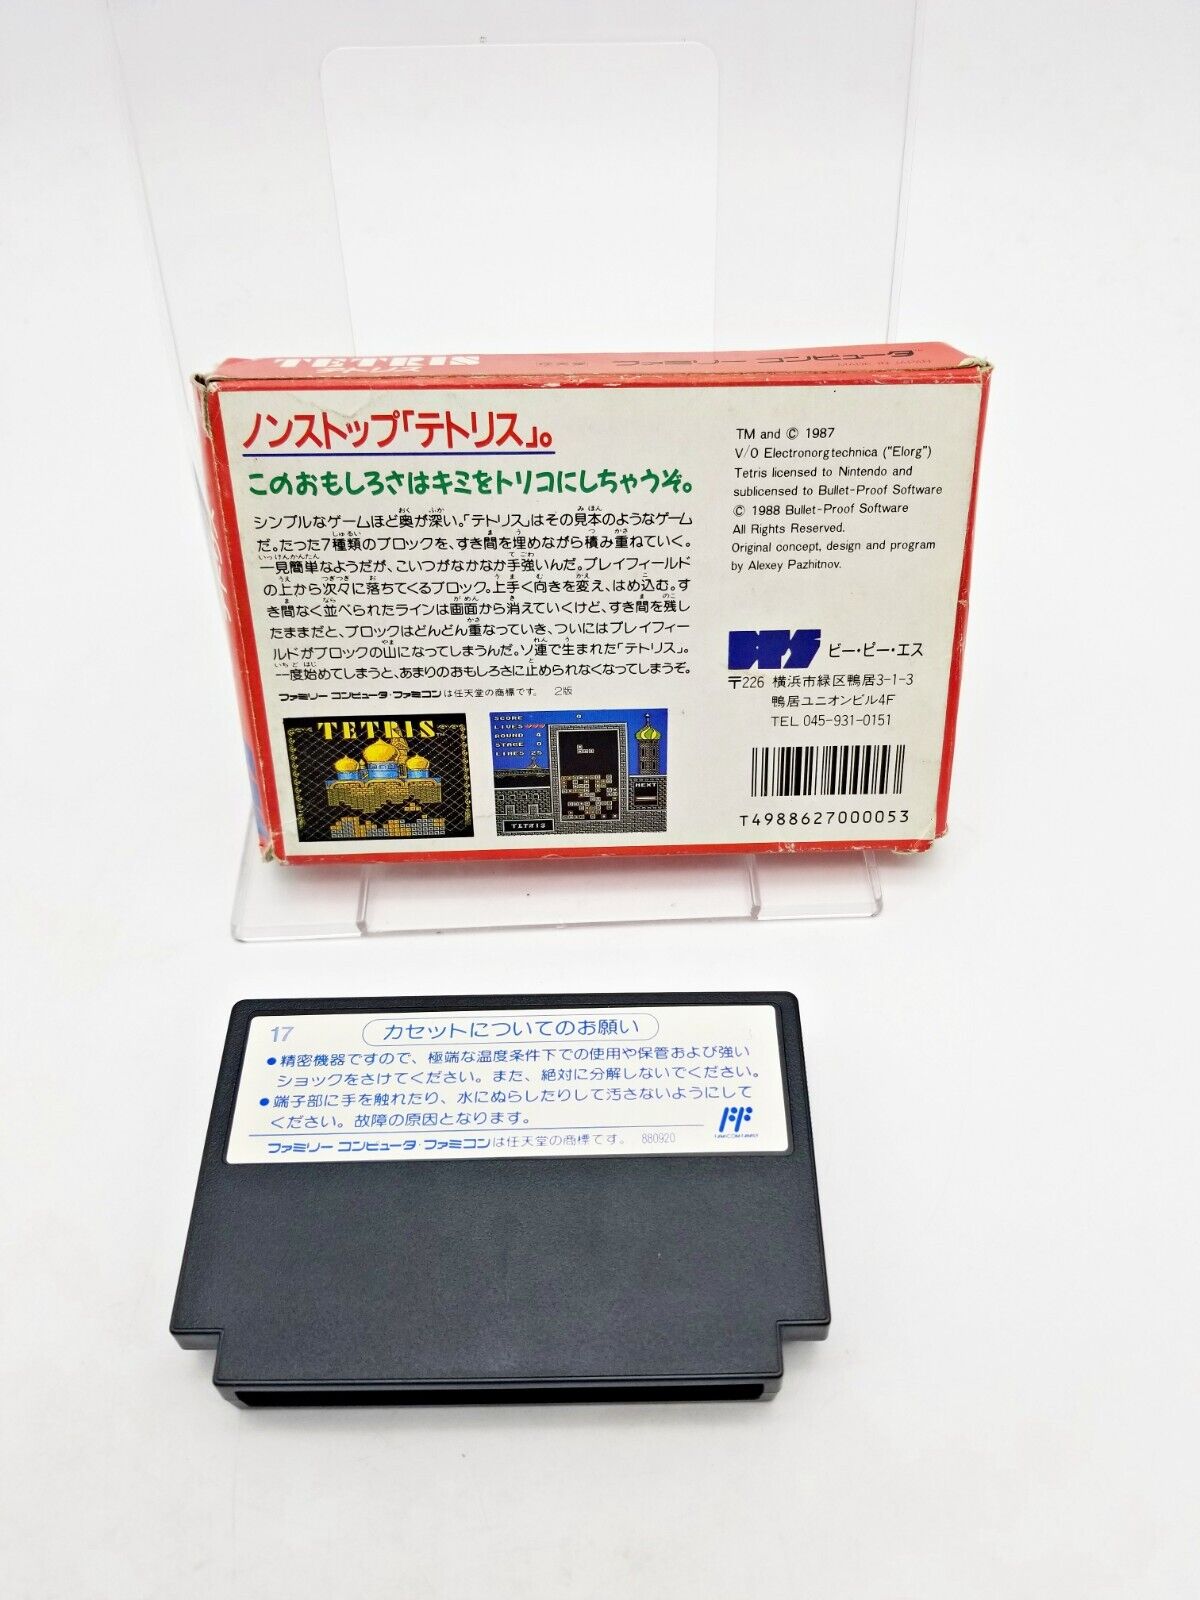 TETRIS
テトリス
ファミリー コンピュータ
ノンストップ「テトリス」。
このおもしろさはキミをトリコにしちゃうぞ。
シンプルなゲームほど奥が深い。「テトリス」はその見本のようなゲーム
だ。たった7種類のブロックを、すき間を埋めながら積み重ねていく。
一見簡単なようだが、こいつがなかなか手強いんだ。プレイフィールド
の上から次々に落ちてくるブロック。上手く向きを変え、はめ込む。す
き間なく並べられたラインは画面から消えていくけど、すき間を残し
たままだと、ブロックはどんどん重なっていき、ついにはプレイフィー
ルドがブロックの山になってしまうんだ。ソ連で生まれた「テトリス」。
一度始めてしまうと、あまりのおもしろさに止められなくなってしまうぞ。
ファミリー コンピュータ・ファミコンは任天堂の商標です。 2版
TETRIS
SCORE 0
LIVES
ROUND 4
STAGE 0
LINES 25
NEXT
TETRIS
TM and © 1987
V/O Electronorgtechnica ("Elorg")
Tetris licensed to Nintendo and
sublicensed to Bullet-Proof Software
© 1988 Bullet-Proof Software
All Rights Reserved.
Original concept, design and program
by Alexey Pazhitnov.
BPS ビー・ピー・エス
〒226 横浜市緑区鴨居3-1-3
鴨居ユニオンビル4F
TEL 045-931-0151
T4988627000053
17 カセットについてのお願い
●精密機器ですので、極端な温度条件下での使用や保管および強い
ショックをさけてください。また、絶対に分解しないでください。
●端子部に手を触れたり、水にぬらしたりして汚さないようにして
ください。故障の原因となります。
ファミリー コンピュータ・ファミコンは任天堂の商標です。 880920